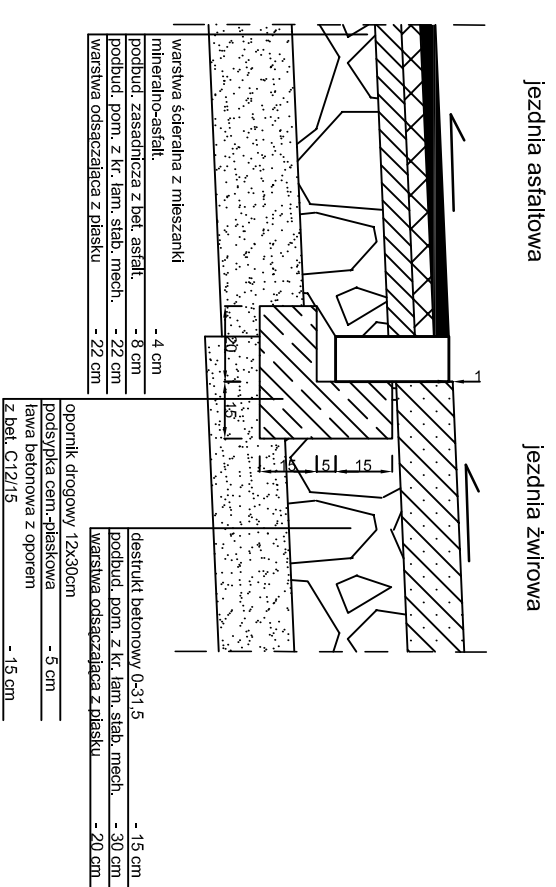 jezdnia asfaltowa
jezdnia żwirowa
1
20
1
15
15
5
15
warstwa ścieralna z mieszanki
mineralno-asfalt. - 4 cm
podbud. zasadnicza z bet. asfalt. - 8 cm
podbud. pom. z kr. łam. stab. mech. - 22 cm
warstwa odsączająca z piasku - 22 cm
destrukt betonowy 0-31,5 - 15 cm
podbud. pom. z kr. łam. stab. mech. - 30 cm
warstwa odsączająca z piasku - 20 cm
opornik drogowy 12x30cm
podsypka cem.-piaskowa - 5 cm
ława betonowa z oporem
z bet. C12/15 - 15 cm